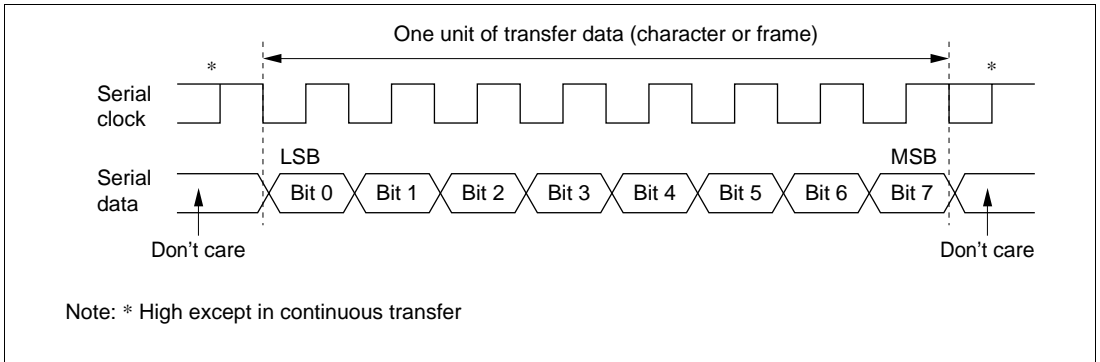 One unit of transfer data (character or frame)
* *
Serial
clock
LSB MSB
Serial
data
Bit 0 Bit 1 Bit 2 Bit 3 Bit 4 Bit 5 Bit 6 Bit 7
Don't care Don't care
Note: * High except in continuous transfer